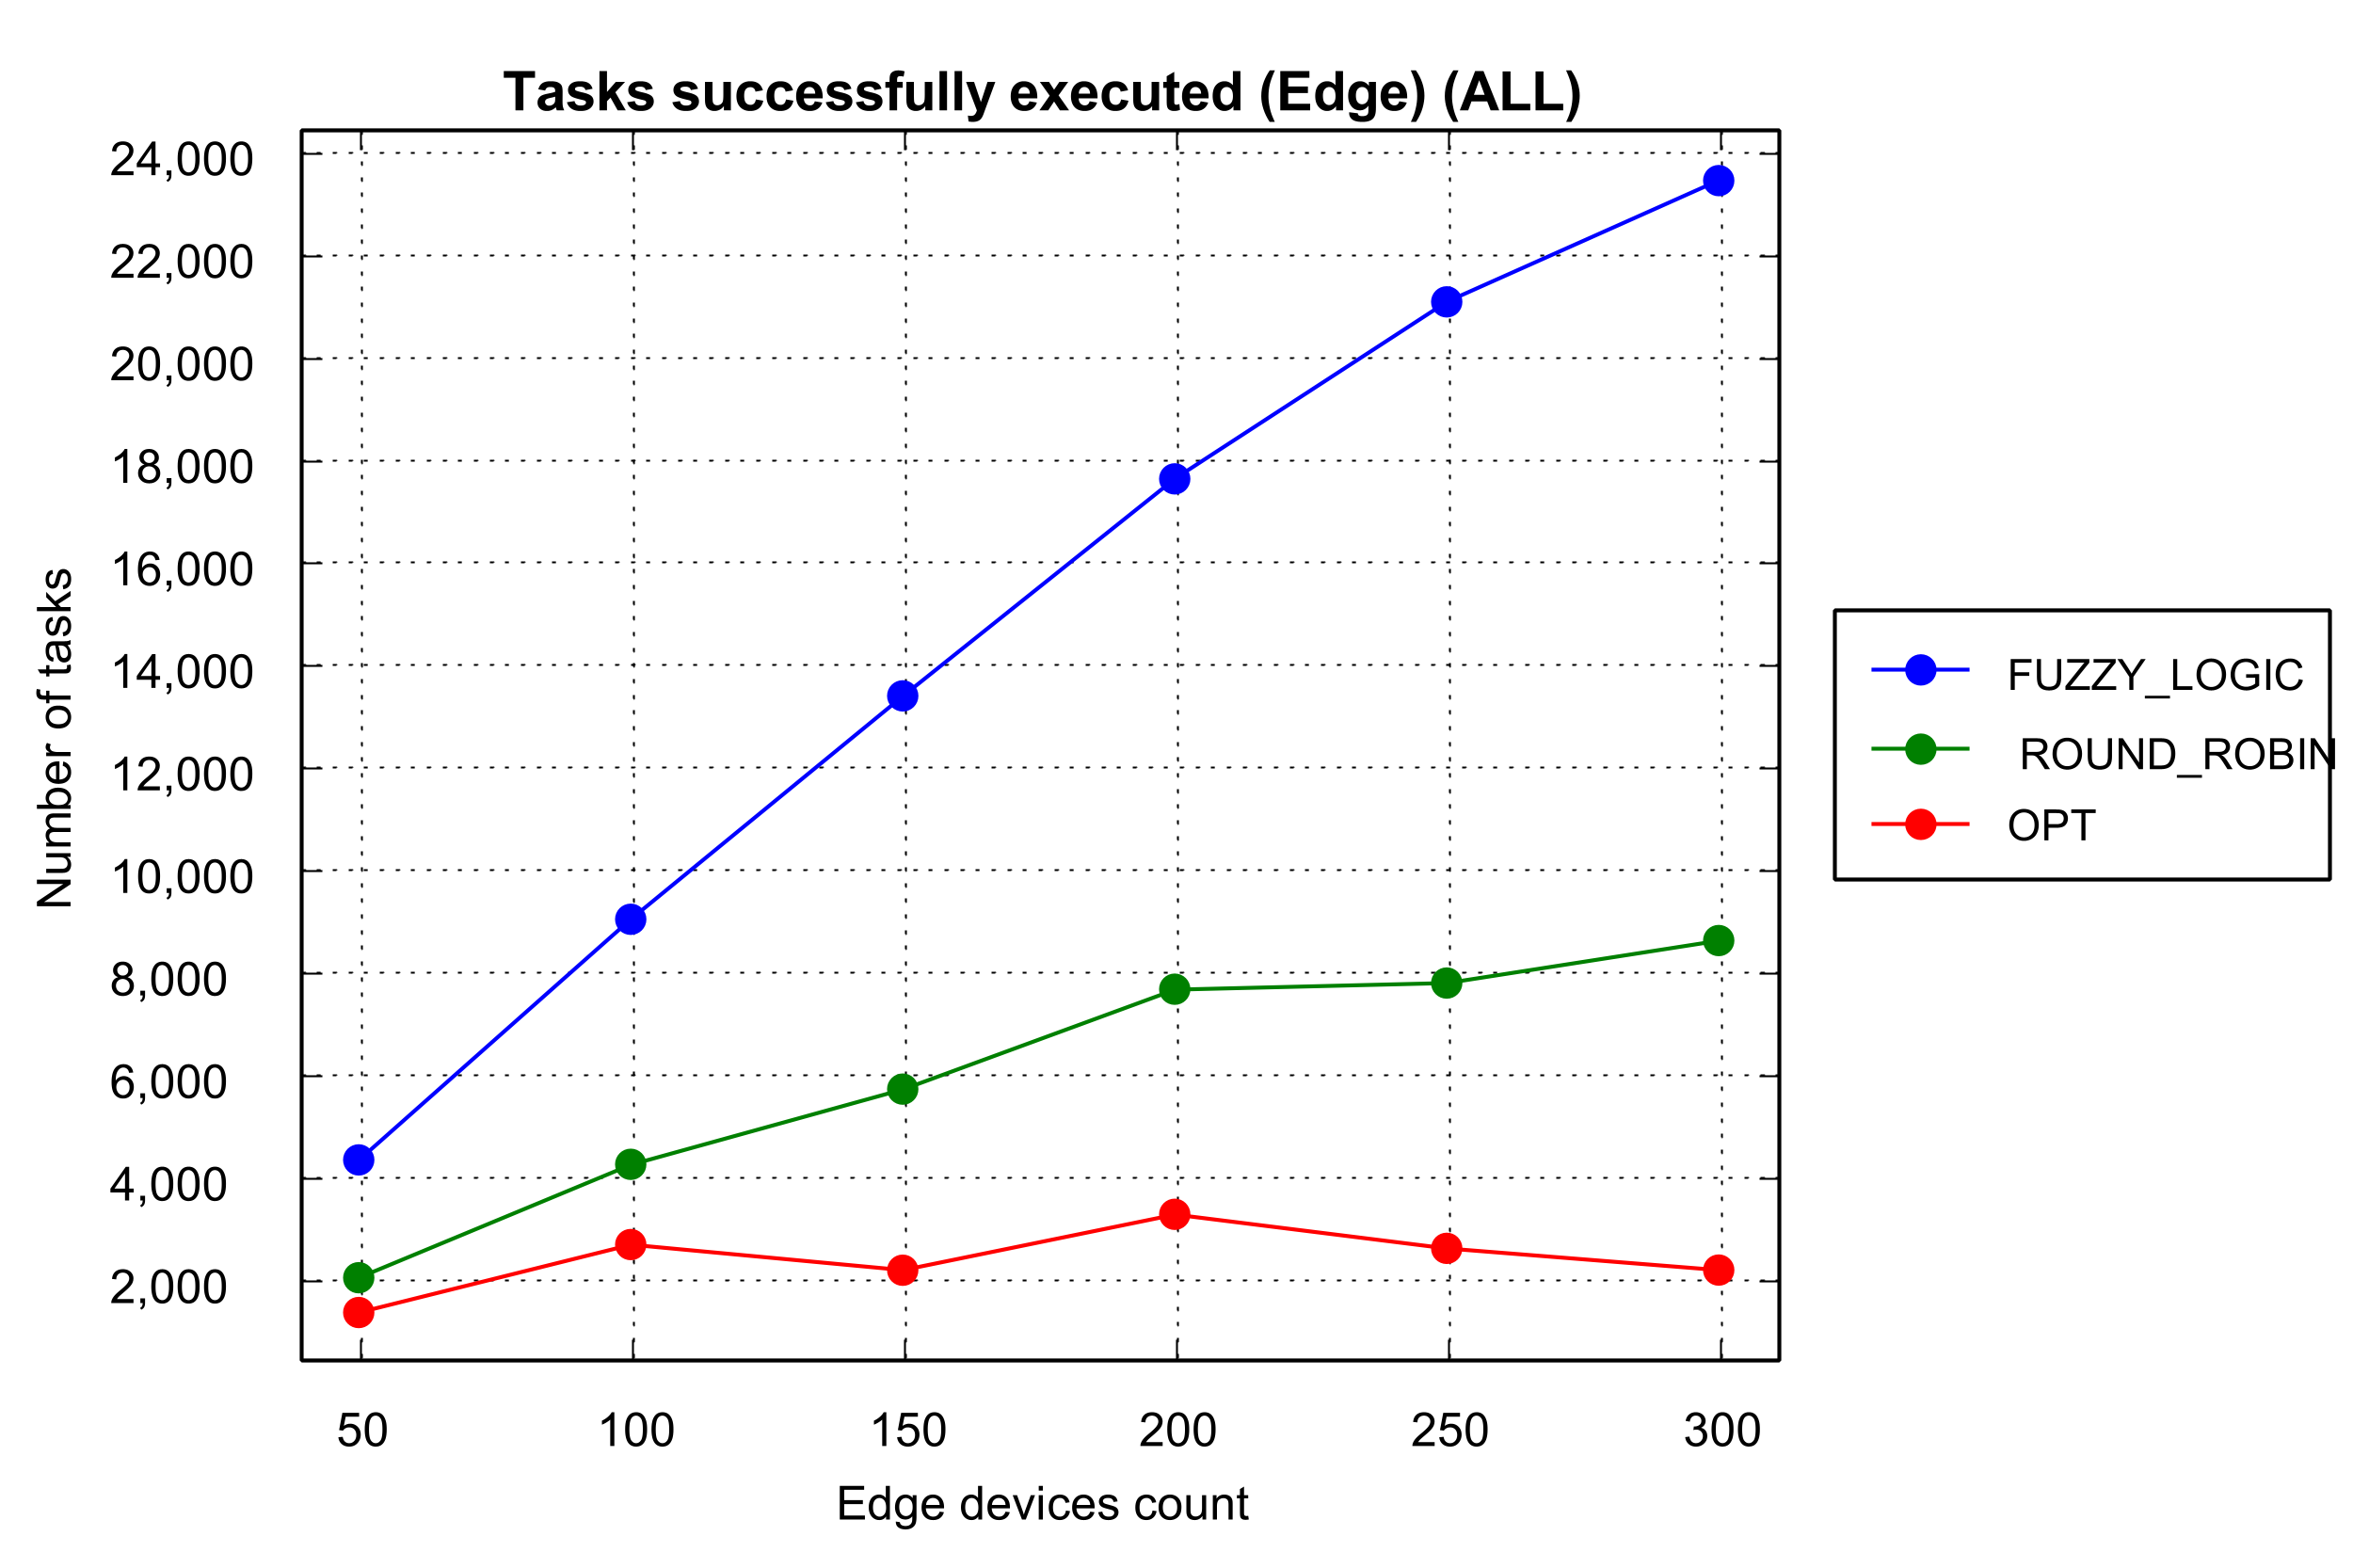 Tasks successfully executed (Edge) (ALL)
24,000
22,000
20,000
18,000
16,000
14,000
12,000
10,000
8,000
6,000
4,000
2,000
Number of tasks
50 100 150 200 250 300
Edge devices count
FUZZY_LOGIC
ROUND_ROBIN
OPT